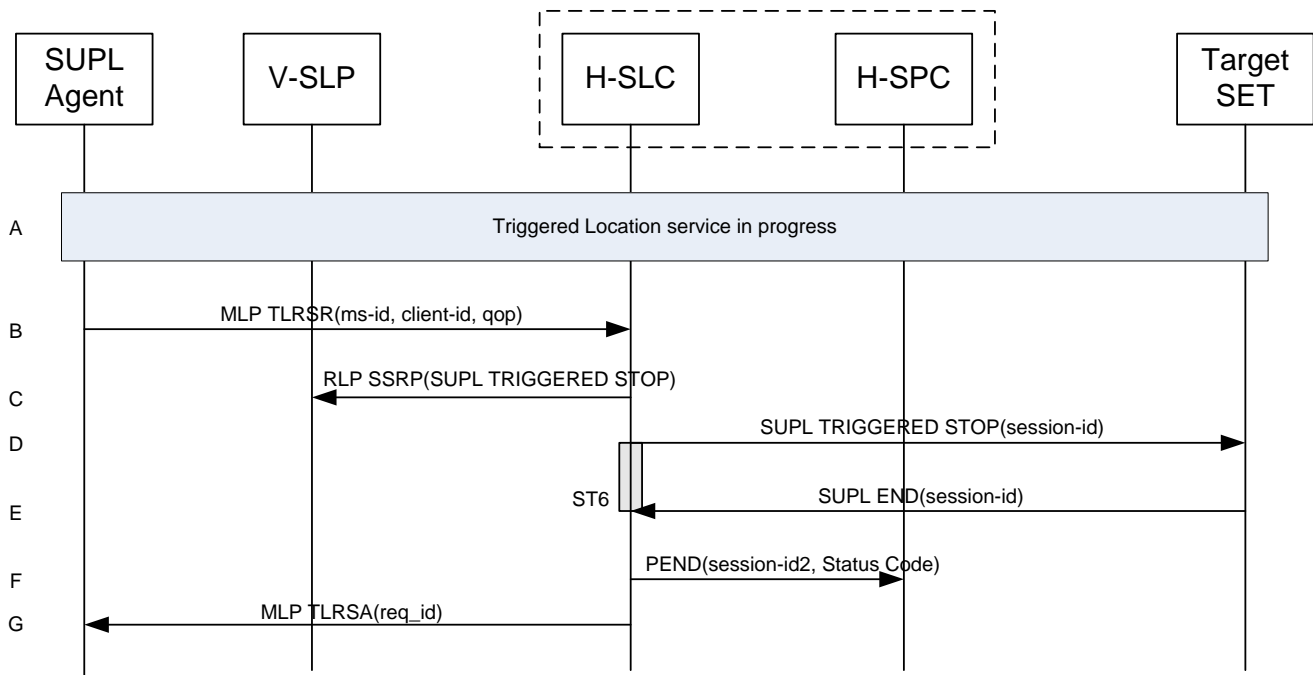 SUPL
Agent
V-SLP
H-SLC
H-SPC
Target
SET
A
Triggered Location service in progress
B
MLP TLRSR(ms-id, client-id, qop)
C
RLP SSRP(SUPL TRIGGERED STOP)
D
SUPL TRIGGERED STOP(session-id)
ST6
E
SUPL END(session-id)
F
PEND(session-id2, Status Code)
G
MLP TLRSA(req_id)